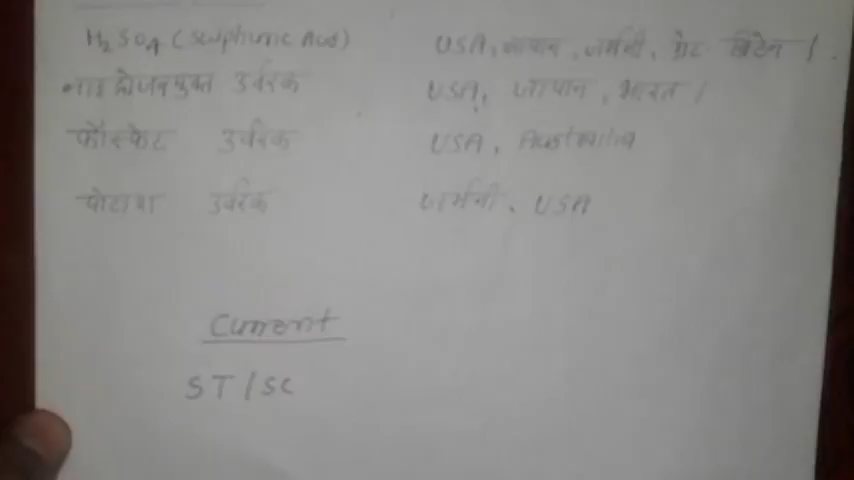 H₂SO₄ (Sulphuric Acid) USA, जापान, जर्मनी, ग्रेट ब्रिटेन ।
नाइट्रोजनयुक्त उर्वरक USA, जापान, भारत ।
फॉस्फेट उर्वरक USA, Australia
पोटाश उर्वरक जर्मनी, USA
Current
ST/SC